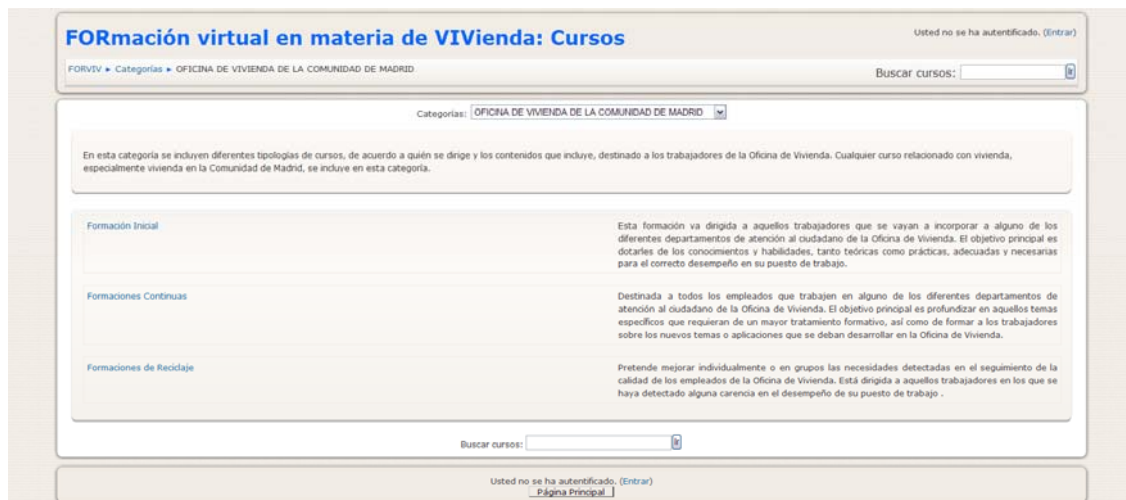 FORmación virtual en materia de VIVienda: Cursos
Usted no se ha autentificado. (Entrar)
FORVIV ► Categorías ► OFICINA DE VIVIENDA DE LA COMUNIDAD DE MADRID
Buscar cursos:
Ir
Categorías: OFICINA DE VIVIENDA DE LA COMUNIDAD DE MADRID
En esta categoría se incluyen diferentes tipologías de cursos, de acuerdo a quién se dirige y los contenidos que incluye, destinado a los trabajadores de la Oficina de Vivienda. Cualquier curso relacionado con vivienda,
especialmente vivienda en la Comunidad de Madrid, se incluye en esta categoría.
Formación Inicial
Esta formación va dirigida a aquellos trabajadores que se vayan a incorporar a alguno de los
diferentes departamentos de atención al ciudadano de la Oficina de Vivienda. El objetivo principal es
dotarles de los conocimientos y habilidades, tanto teóricas como prácticas, adecuadas y necesarias
para el correcto desempeño en su puesto de trabajo.
Formaciones Continuas
Destinada a todos los empleados que trabajen en alguno de los diferentes departamentos de
atención al ciudadano de la Oficina de Vivienda. El objetivo principal es profundizar en aquellos temas
específicos que requieran de un mayor tratamiento formativo, así como de formar a los trabajadores
sobre los nuevos temas o aplicaciones que se deban desarrollar en la Oficina de Vivienda.
Formaciones de Reciclaje
Pretende mejorar individualmente o en grupos las necesidades detectadas en el seguimiento de la
calidad de los empleados de la Oficina de Vivienda. Está dirigida a aquellos trabajadores en los que se
haya detectado alguna carencia en el desempeño de su puesto de trabajo .
Buscar cursos:
Ir
Usted no se ha autentificado. (Entrar)
Página Principal